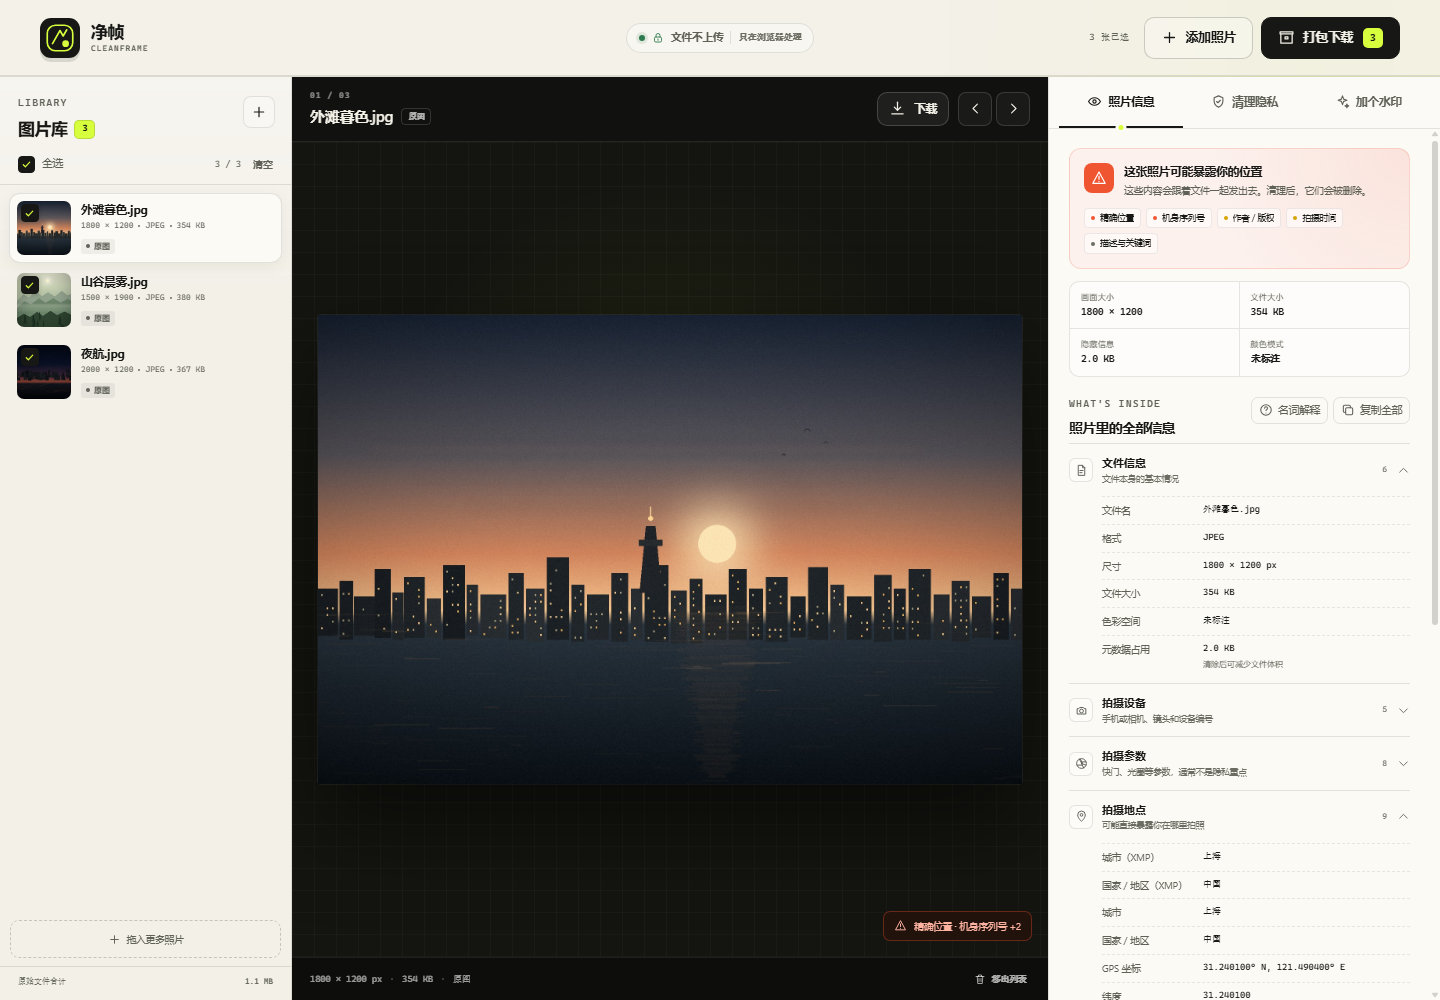 净帧
CLEANFRAME
文件不上传
只在浏览器处理
3 张已选
添加照片
打包下载 3
LIBRARY
图片库 3
全选
3 / 3 清空
外滩暮色.jpg
1800 × 1200 • JPEG • 354 KB
原图
山谷晨雾.jpg
1500 × 1900 • JPEG • 380 KB
原图
夜航.jpg
2000 × 1200 • JPEG • 367 KB
原图
拖入更多照片
原始文件合计
1.1 MB
01 / 03
外滩暮色.jpg 原图
下载
精确位置 · 机身序列号 +2
1800 × 1200 px · 354 KB · 原图
移出列表
照片信息
清理隐私
加个水印
这张照片可能暴露你的位置
这些内容会跟着文件一起发出去。清理后，它们会被删除。
精确位置
机身序列号
作者 / 版权
拍摄时间
描述与关键词
画面大小
1800 × 1200
文件大小
354 KB
隐藏信息
2.0 KB
颜色模式
未标注
WHAT'S INSIDE
照片里的全部信息
名词解释
复制全部
文件信息
文件本身的基本情况
6
文件名 外滩暮色.jpg
格式 JPEG
尺寸 1800 × 1200 px
文件大小 354 KB
色彩空间 未标注
元数据占用 2.0 KB
清除后可减少文件体积
拍摄设备
手机或相机、镜头和设备编号
5
拍摄参数
快门、光圈等参数，通常不是隐私重点
8
拍摄地点
可能直接暴露你在哪里拍照
9
城市（XMP） 上海
国家 / 地区（XMP） 中国
城市 上海
国家 / 地区 中国
GPS 坐标 31.240100° N, 121.490400° E
纬度 31.240100